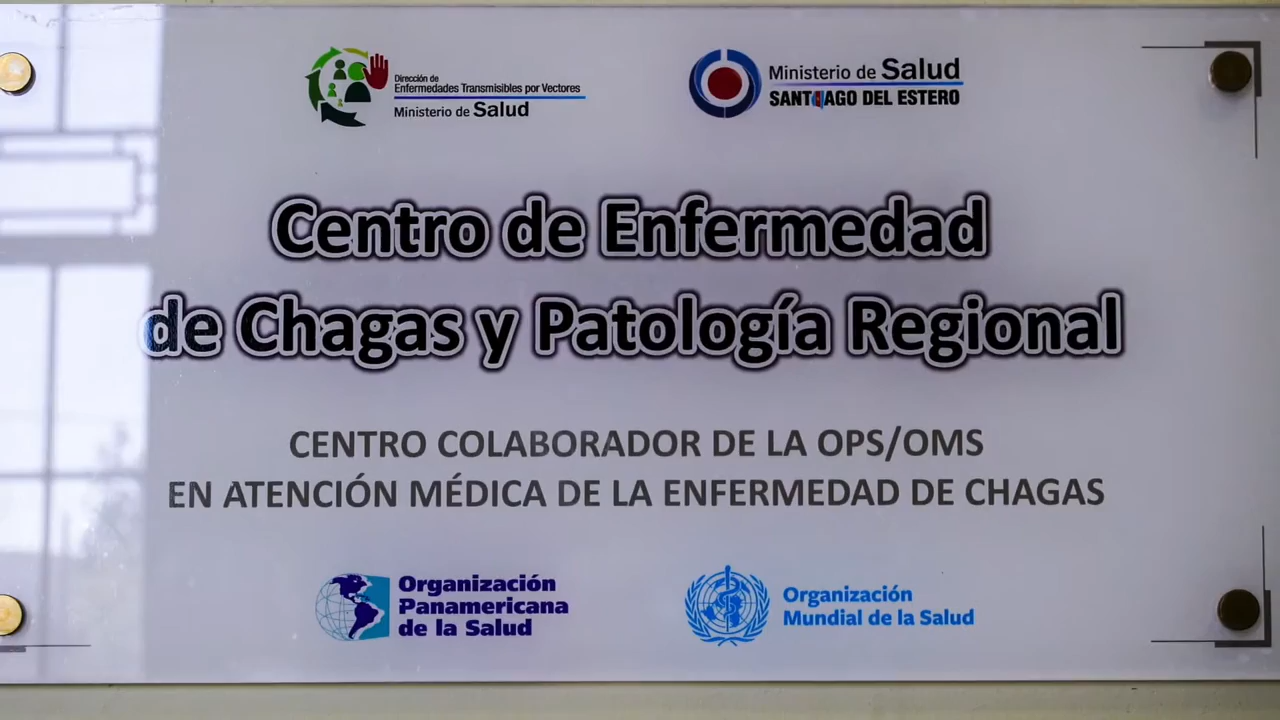 Dirección de
Enfermedades Transmisibles por Vectores
Ministerio de Salud
Ministerio de Salud
SANTIAGO DEL ESTERO
Centro de Enfermedad
de Chagas y Patología Regional
CENTRO COLABORADOR DE LA OPS/OMS
EN ATENCIÓN MÉDICA DE LA ENFERMEDAD DE CHAGAS
Organización
Panamericana
de la Salud
Organización
Mundial de la Salud